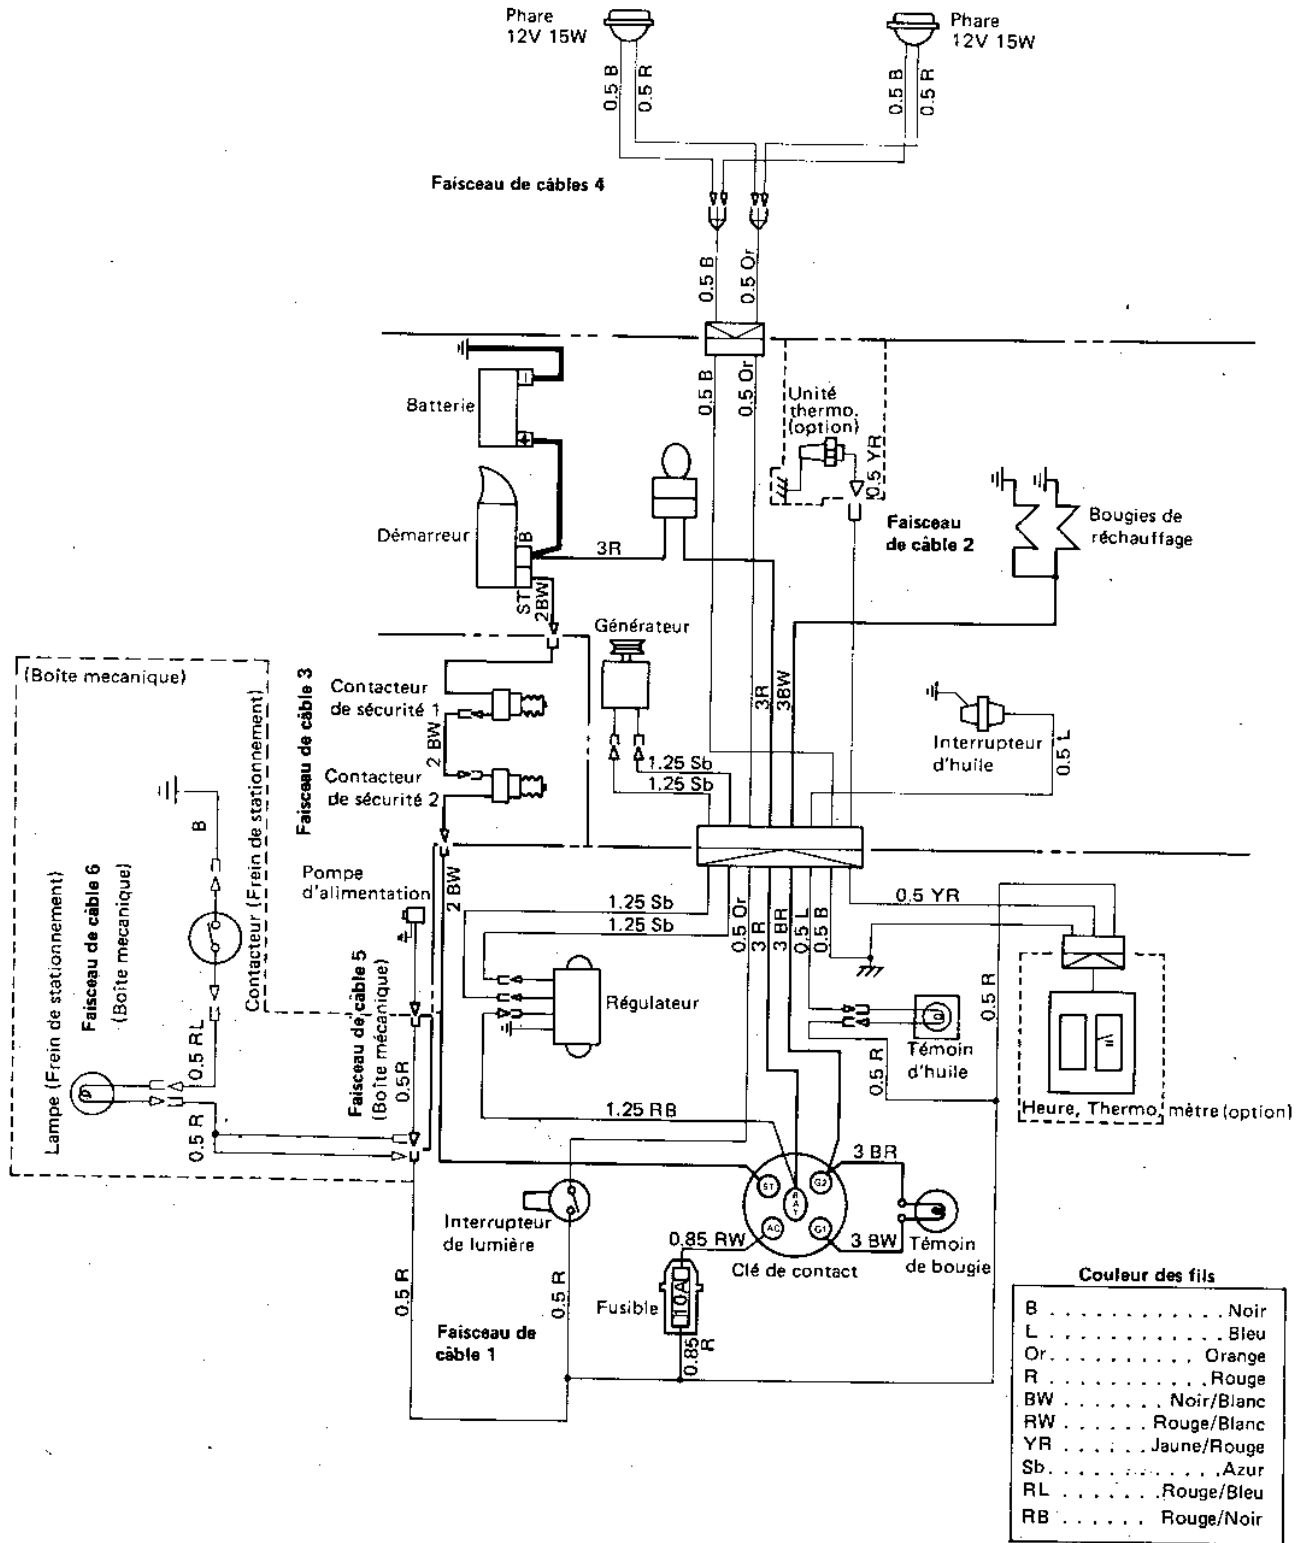 Phare
12V 15W
Phare
12V 15W
0.5 B
0.5 R
0.5 B
0.5 R
Faisceau de câbles 4
0.5 B
0.5 Or
0.5 B
0.5 Or
Batterie
Unité
thermo.
(option)
0.5 YR
Démarreur
B
ST
3R
2BW
Faisceau
de câble 2
Bougies de
réchauffage
Générateur
(Boîte mecanique)
Contacteur (Frein de stationnement)
Faisceau de câble 3
Contacteur
de sécurité 1
2 BW
Contacteur
de sécurité 2
3R
3BW
1.25 Sb
1.25 Sb
Interrupteur
d'huile
0.5 L
B
Lampe (Frein de stationnement)
Faisceau de câble 6
(Boîte mecanique)
Pompe
d'alimentation
2 BW
1.25 Sb
1.25 Sb
0.5 Or
3 R
3 BR
0.5 L
0.5 B
0.5 YR
Faisceau de câble 5
(Boîte mécanique)
Régulateur
0.5 R
0.5 RL
0.5 R
0.5R
Témoin
d'huile
0.5 R
1.25 RB
Heure, Thermo, mètre (option)
ST
BAT
G2
AC
G1
3 BR
3 BW
Interrupteur
de lumière
0.85 RW
Clé de contact
Témoin
de bougie
Fusible
10A
0.85
R
0.5 R
0.5 R
Faisceau de
câble 1
Couleur des fils
B . . . . . . . . . . . . Noir
L . . . . . . . . . . . . Bleu
Or . . . . . . . . . . Orange
R . . . . . . . . . . . Rouge
BW . . . . . . . Noir/Blanc
RW . . . . . . Rouge/Blanc
YR . . . . . . Jaune/Rouge
Sb . . . . . . . . . . . Azur
RL . . . . . . . Rouge/Bleu
RB . . . . . . Rouge/Noir